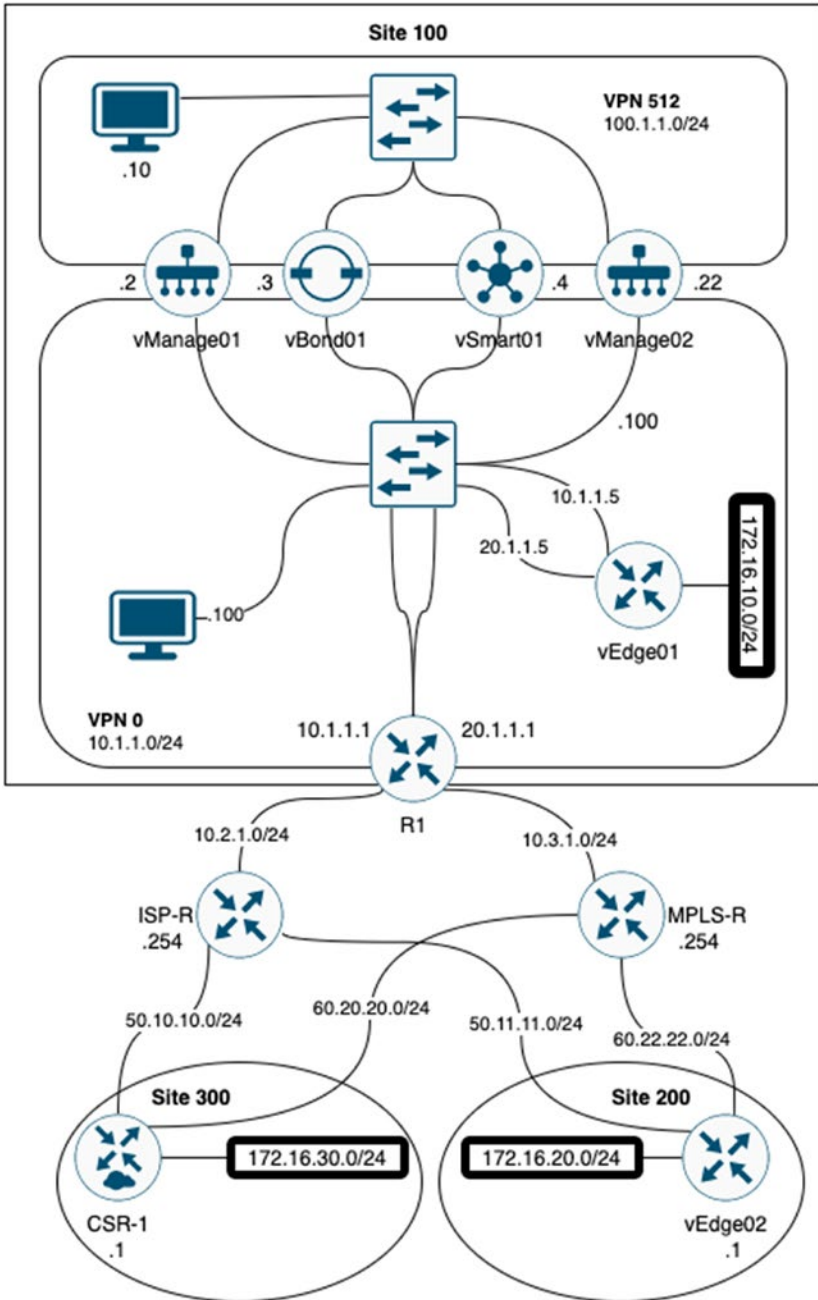 Site 100
VPN 512
100.1.1.0/24
.10
.2
.3
.4
.22
vManage01
vBond01
vSmart01
vManage02
.100
10.1.1.5
20.1.1.5
172.16.10.0/24
.100
vEdge01
VPN 0
10.1.1.0/24
10.1.1.1
20.1.1.1
R1
10.2.1.0/24
10.3.1.0/24
ISP-R
.254
MPLS-R
.254
50.10.10.0/24
60.20.20.0/24
50.11.11.0/24
60.22.22.0/24
Site 300
Site 200
172.16.30.0/24
172.16.20.0/24
CSR-1
.1
vEdge02
.1